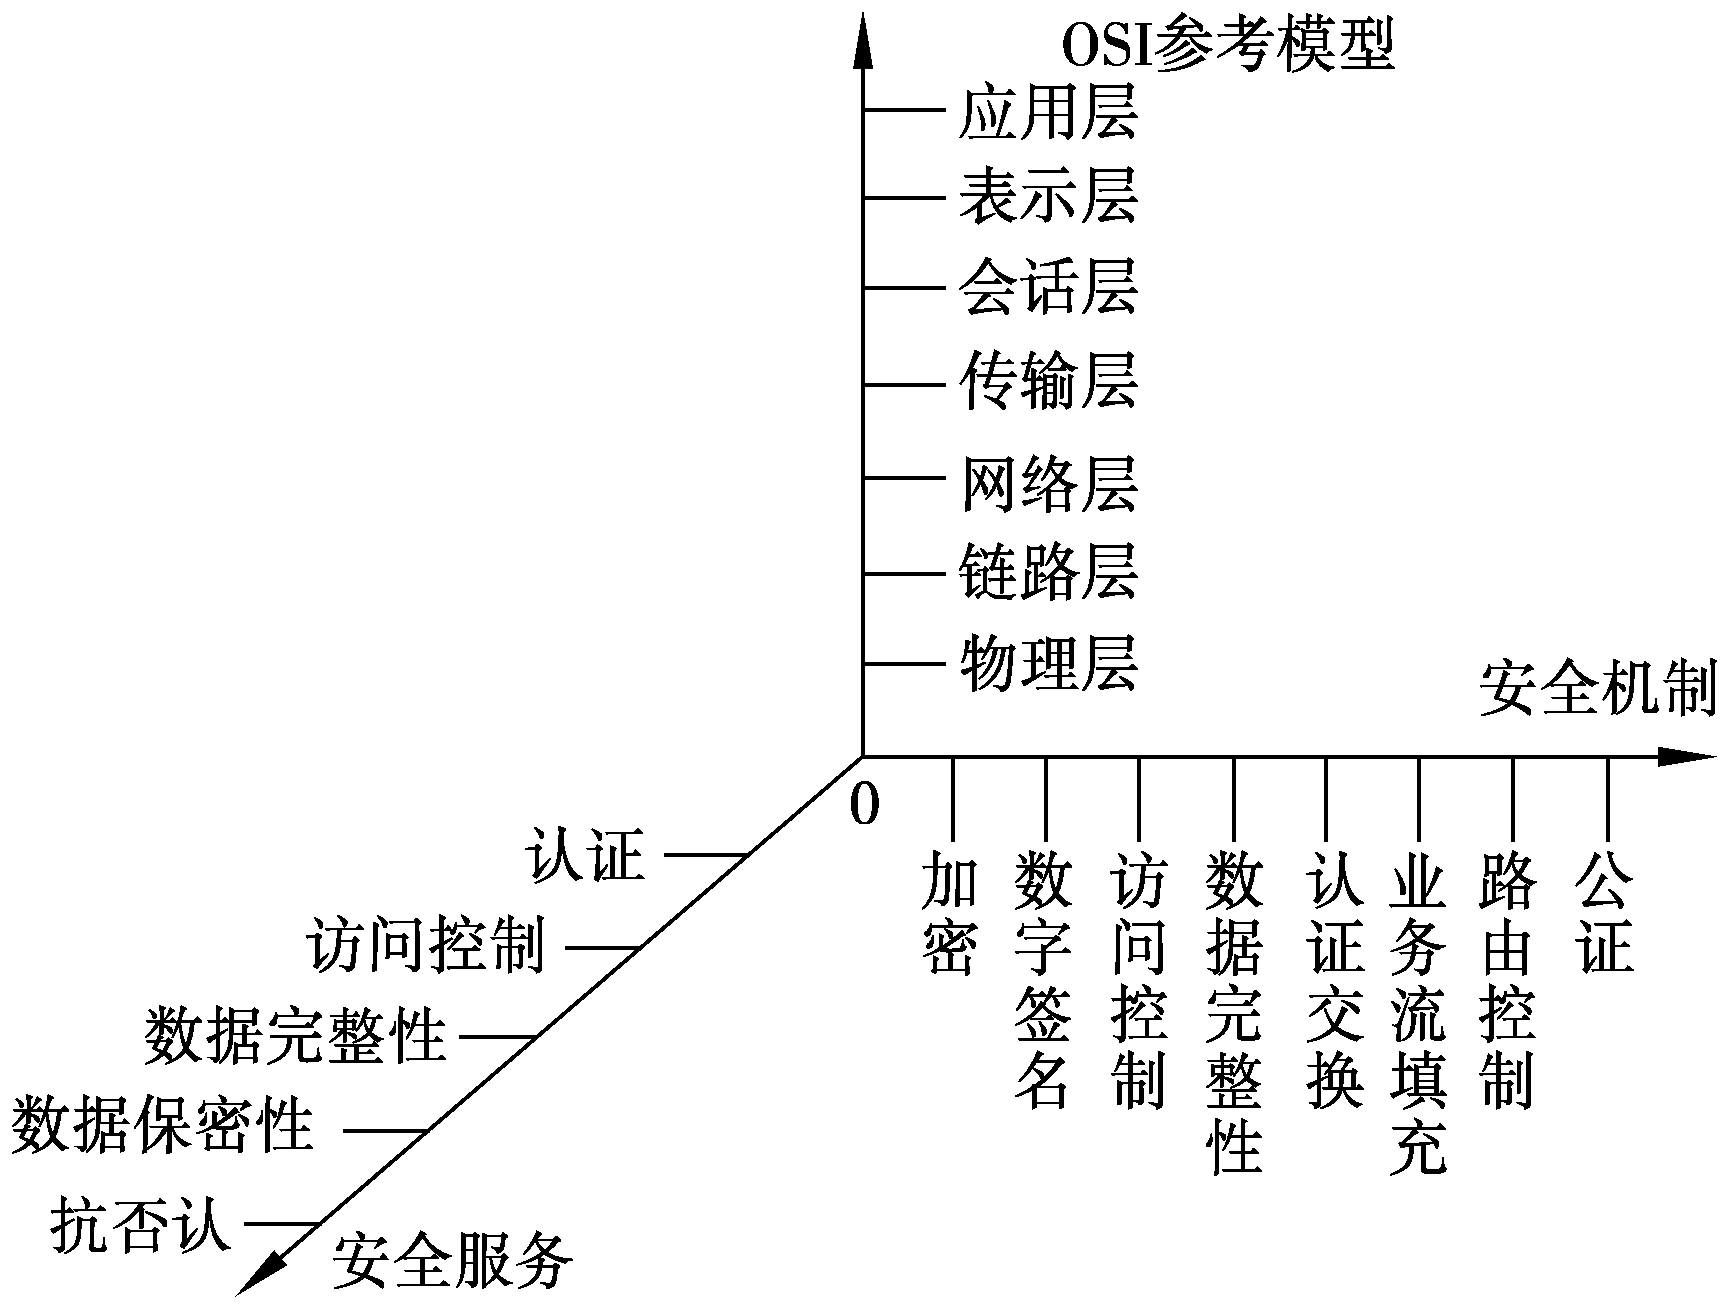 OSI参考模型
应用层
表示层
会话层
传输层
网络层
链路层
物理层
安全机制
0
加密
数字签名
访问控制
数据完整性
认证交换
业务流填充
路由控制
公证
认证
访问控制
数据完整性
数据保密性
抗否认
安全服务